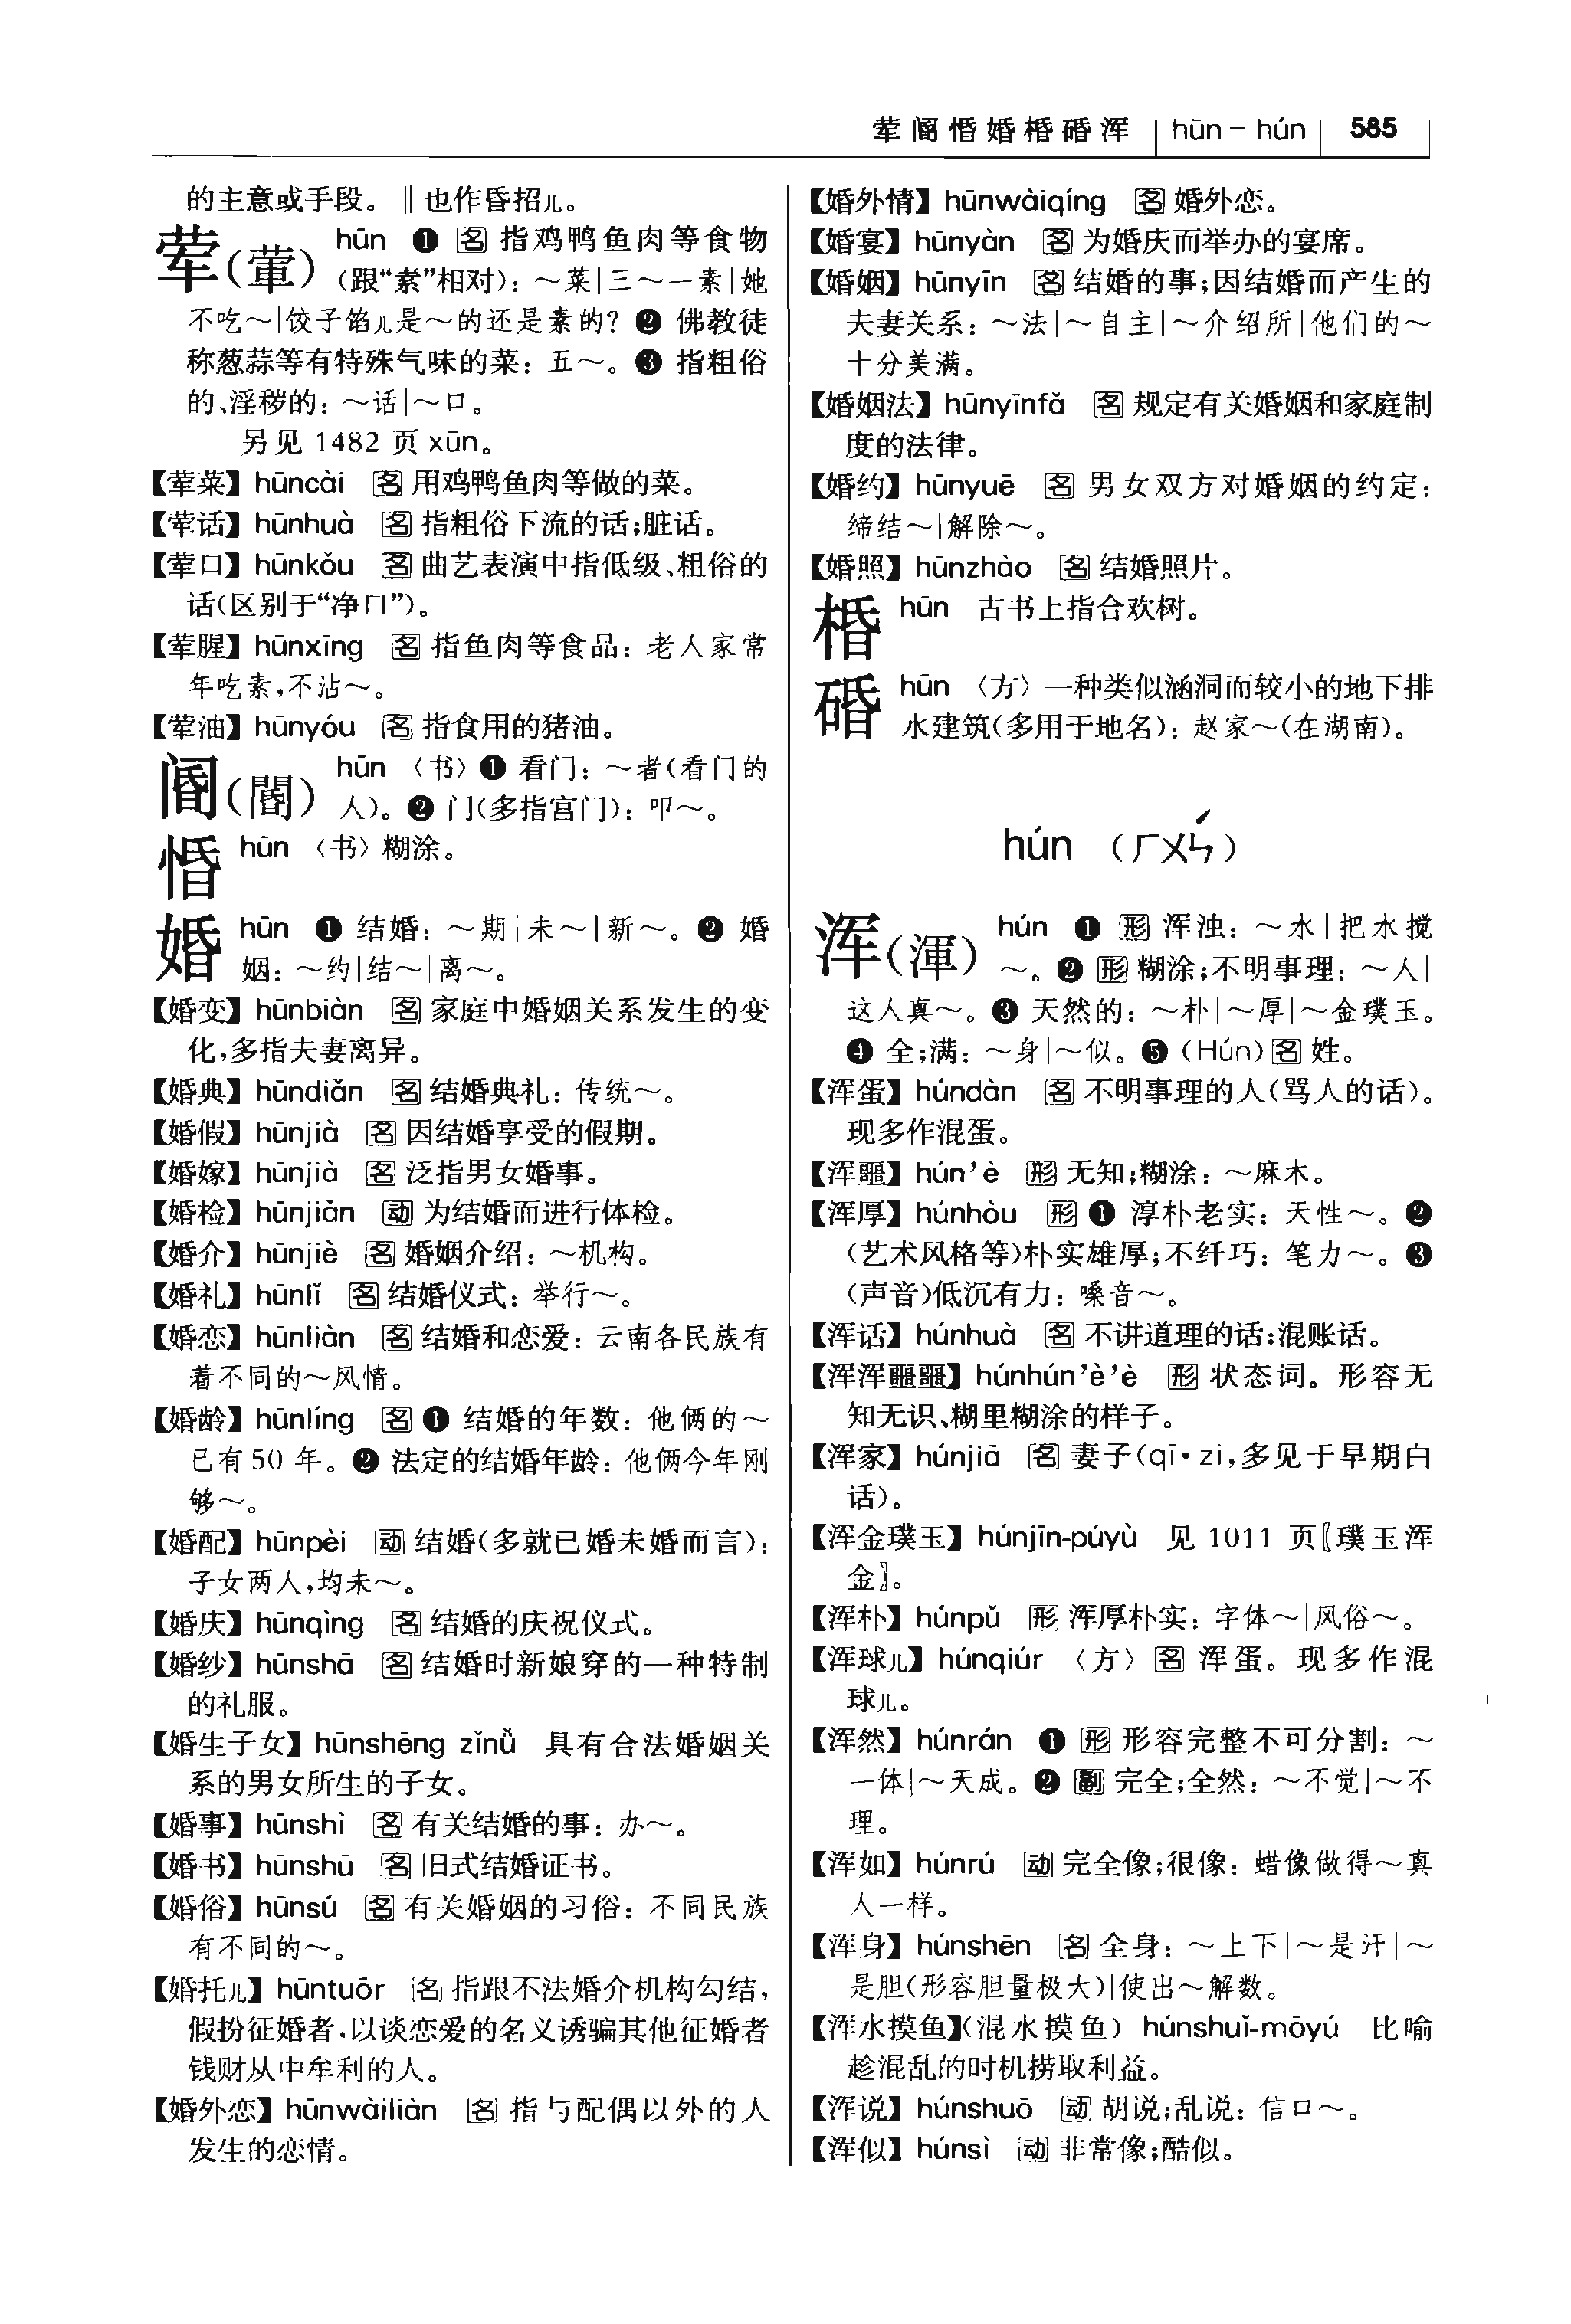 荤阍惛婚棔碈浑 hūn – hún 585
的主意或手段。‖也作昏招儿。
荤(葷) hūn ❶ 名 指鸡鸭鱼肉等食物
(跟“素”相对)：～菜|三～一素|她
不吃～|饺子馅儿是～的还是素的? ❷ 佛教徒
称葱蒜等有特殊气味的菜：五～。❸ 指粗俗
的、淫秽的：～话|～口。
另见 1482 页 xūn。
【荤菜】hūncài 名 用鸡鸭鱼肉等做的菜。
【荤话】hūnhuà 名 指粗俗下流的话;脏话。
【荤口】hūnkǒu 名 曲艺表演中指低级、粗俗的
话(区别于“净口”)。
【荤腥】hūnxīng 名 指鱼肉等食品：老人家常
年吃素,不沾～。
【荤油】hūnyóu 名 指食用的猪油。
阍(閽) hūn 〈书〉❶ 看门：～者(看门的
人)。❷ 门(多指宫门)：叩～。
惛 hūn 〈书〉糊涂。
婚 hūn ❶ 结婚：～期|未～|新～。❷ 婚
姻：～约|结～|离～。
【婚变】hūnbiàn 名 家庭中婚姻关系发生的变
化,多指夫妻离异。
【婚典】hūndiǎn 名 结婚典礼：传统～。
【婚假】hūnjià 名 因结婚享受的假期。
【婚嫁】hūnjià 名 泛指男女婚事。
【婚检】hūnjiǎn 动 为结婚而进行体检。
【婚介】hūnjiè 名 婚姻介绍：～机构。
【婚礼】hūnlǐ 名 结婚仪式：举行～。
【婚恋】hūnliàn 名 结婚和恋爱：云南各民族有
着不同的～风情。
【婚龄】hūnlíng 名 ❶ 结婚的年数：他俩的～
已有 50 年。❷ 法定的结婚年龄：他俩今年刚
够～。
【婚配】hūnpèi 动 结婚(多就已婚未婚而言)：
子女两人,均未～。
【婚庆】hūnqìng 名 结婚的庆祝仪式。
【婚纱】hūnshā 名 结婚时新娘穿的一种特制
的礼服。
【婚生子女】hūnshēng zǐnǚ 具有合法婚姻关
系的男女所生的子女。
【婚事】hūnshì 名 有关结婚的事：办～。
【婚书】hūnshū 名 旧式结婚证书。
【婚俗】hūnsú 名 有关婚姻的习俗：不同民族
有不同的～。
【婚托儿】hūntuōr 名 指跟不法婚介机构勾结,
假扮征婚者,以谈恋爱的名义诱骗其他征婚者
钱财从中牟利的人。
【婚外恋】hūnwàiliàn 名 指与配偶以外的人
发生的恋情。
【婚外情】hūnwàiqíng 名 婚外恋。
【婚宴】hūnyàn 名 为婚庆而举办的宴席。
【婚姻】hūnyīn 名 结婚的事;因结婚而产生的
夫妻关系：～法|～自主|～介绍所|他们的～
十分美满。
【婚姻法】hūnyīnfǎ 名 规定有关婚姻和家庭制
度的法律。
【婚约】hūnyuē 名 男女双方对婚姻的约定：
缔结～|解除～。
【婚照】hūnzhào 名 结婚照片。
棔 hūn 古书上指合欢树。
碈 hūn 〈方〉一种类似涵洞而较小的地下排
水建筑(多用于地名)：赵家～(在湖南)。
hún (ㄏㄨㄣˊ)
浑(渾) hún ❶ 形 浑浊：～水|把水搅
～。❷ 形 糊涂;不明事理：～人|
这人真～。❸ 天然的：～朴|～厚|～金璞玉。
❹ 全;满：～身|～似。❺ (Hún) 名 姓。
【浑蛋】húndàn 名 不明事理的人(骂人的话)。
现多作混蛋。
【浑噩】hún’è 形 无知;糊涂：～麻木。
【浑厚】húnhòu 形 ❶ 淳朴老实：天性～。❷
(艺术风格等)朴实雄厚;不纤巧：笔力～。❸
(声音)低沉有力：嗓音～。
【浑话】húnhuà 名 不讲道理的话;混账话。
【浑浑噩噩】húnhún’è’è 形 状态词。形容无
知无识、糊里糊涂的样子。
【浑家】húnjiā 名 妻子(qī·zi,多见于早期白
话)。
【浑金璞玉】húnjīn-púyù 见 1011 页〖璞玉浑
金〗。
【浑朴】húnpǔ 形 浑厚朴实：字体～|风俗～。
【浑球儿】húnqiúr 〈方〉名 浑蛋。现多作混
球儿。
【浑然】húnrán ❶ 形 形容完整不可分割：～
一体|～天成。❷ 副 完全;全然：～不觉|～不
理。
【浑如】húnrú 动 完全像;很像：蜡像做得～真
人一样。
【浑身】húnshēn 名 全身：～上下|～是汗|～
是胆(形容胆量极大)|使出～解数。
【浑水摸鱼】(混水摸鱼) húnshuǐ-mōyú 比喻
趁混乱的时机捞取利益。
【浑说】húnshuō 动 胡说;乱说：信口～。
【浑似】húnsì 动 非常像;酷似。